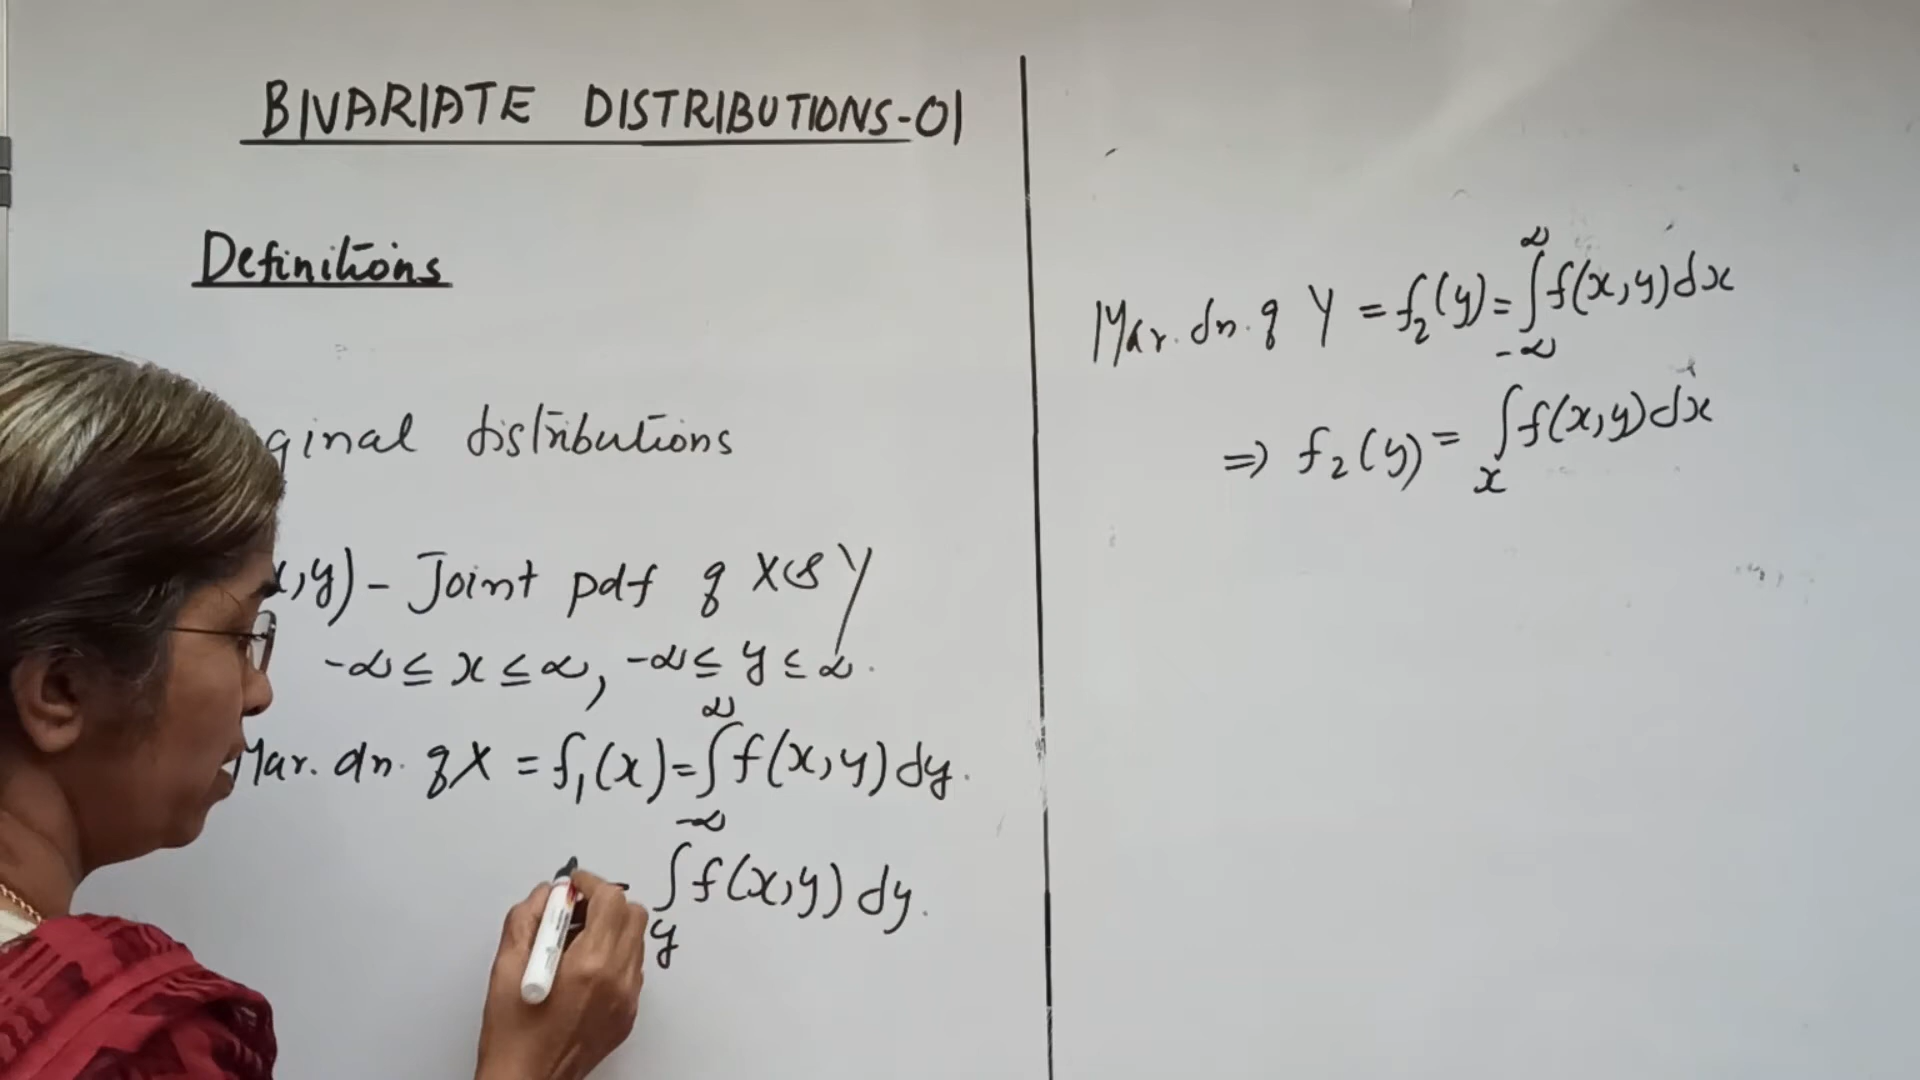 BIVARIATE DISTRIBUTIONS-01
Definitions
ginal distributions
x,y) - Joint pdf of X & Y
-∞ ≤ x ≤ ∞, -∞ ≤ y ≤ ∞.
Mar. dn. of X = f₁(x) = ∫_{-∞}^{∞} f(x,y) dy.
= ∫_y f(x,y) dy.
Mar. dn. of Y = f₂(y) = ∫_{-∞}^{∞} f(x,y) dx
⇒ f₂(y) = ∫_x f(x,y) dx